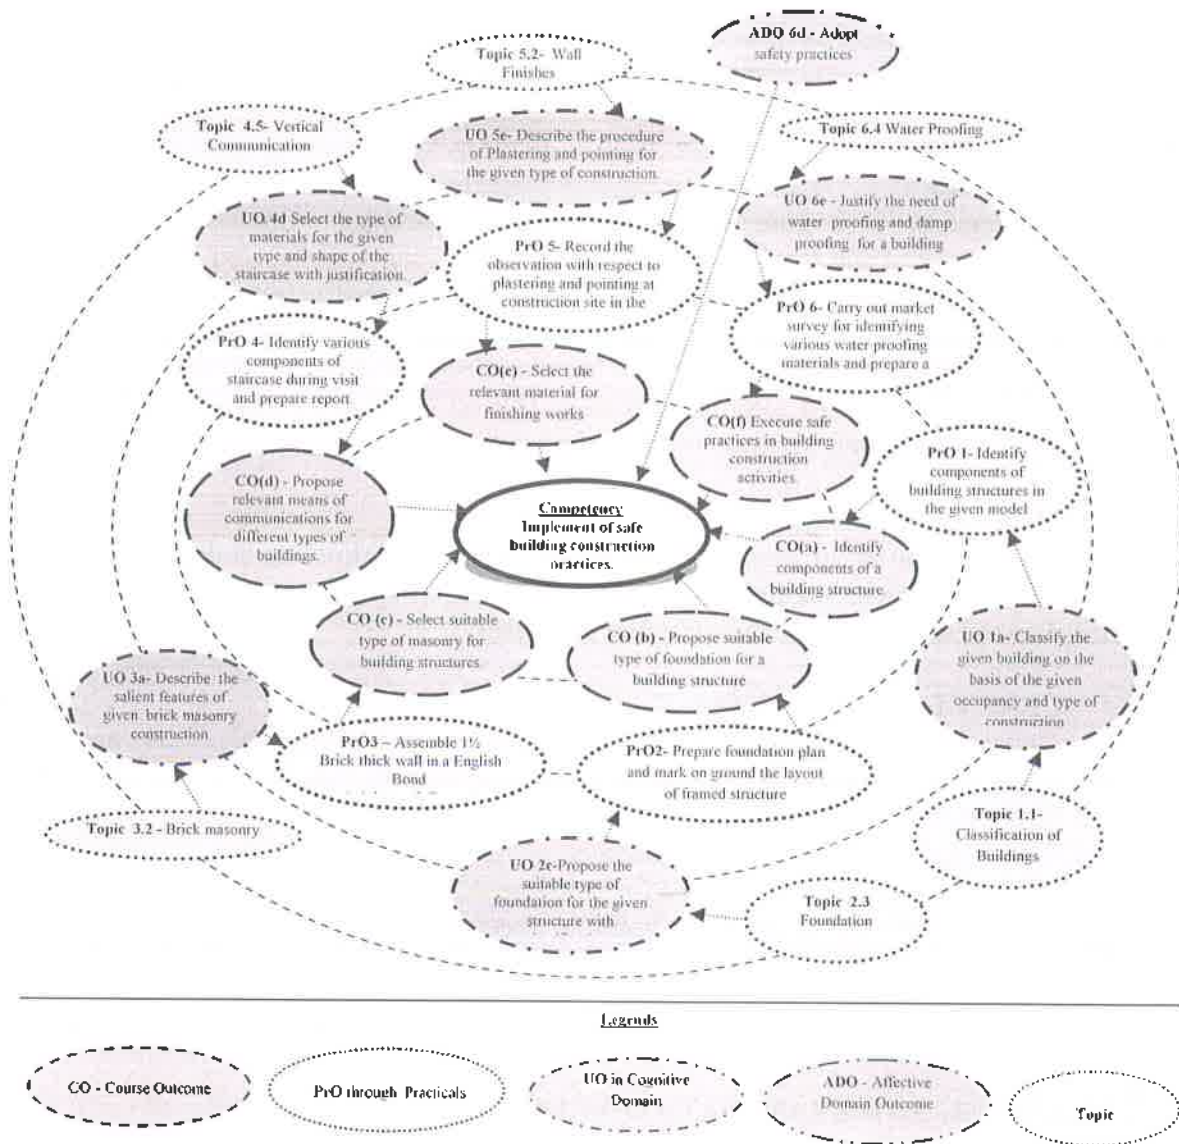 ADO 6d - Adopt
safety practices
Topic 5.2- Wall
Finishes
Topic 4.5- Vertical
Communication
Topic 6.4 Water Proofing
UO 5e- Describe the procedure
of Plastering and pointing for
the given type of construction.
UO 4d Select the type of
materials for the given
type and shape of the
staircase with justification.
UO 6e - Justify the need of
water proofing and damp
proofing for a building
PrO 5- Record the
observation with respect to
plastering and pointing at
construction site in the
PrO 6- Carry out market
survey for identifying
various water proofing
materials and prepare a
PrO 4- Identify various
components of
staircase during visit
and prepare report.
CO(e) - Select the
relevant material for
finishing works
CO(f) Execute safe
practices in building
construction
activities.
PrO 1- Identify
components of
building structures in
the given model
CO(d) - Propose
relevant means of
communications for
different types of
buildings.
Competency
Implement of safe
building construction
practices.
CO(a) - Identify
components of a
building structure.
CO (c) - Select suitable
type of masonry for
building structures.
CO (b) - Propose suitable
type of foundation for a
building structure
UO 1a- Classify the
given building on the
basis of the given
occupancy and type of
construction
UO 3a- Describe the
salient features of
given brick masonry
construction.
PrO3 – Assemble 1½
Brick thick wall in a English
Bond
PrO2- Prepare foundation plan
and mark on ground the layout
of framed structure
Topic 3.2 - Brick masonry
Topic 1.1-
Classification of
Buildings
UO 2c-Propose the
suitable type of
foundation for the given
structure with
Topic 2.3
Foundation
Legends
CO - Course Outcome
PrO through Practicals
UO in Cognitive
Domain
ADO - Affective
Domain Outcome
Topic